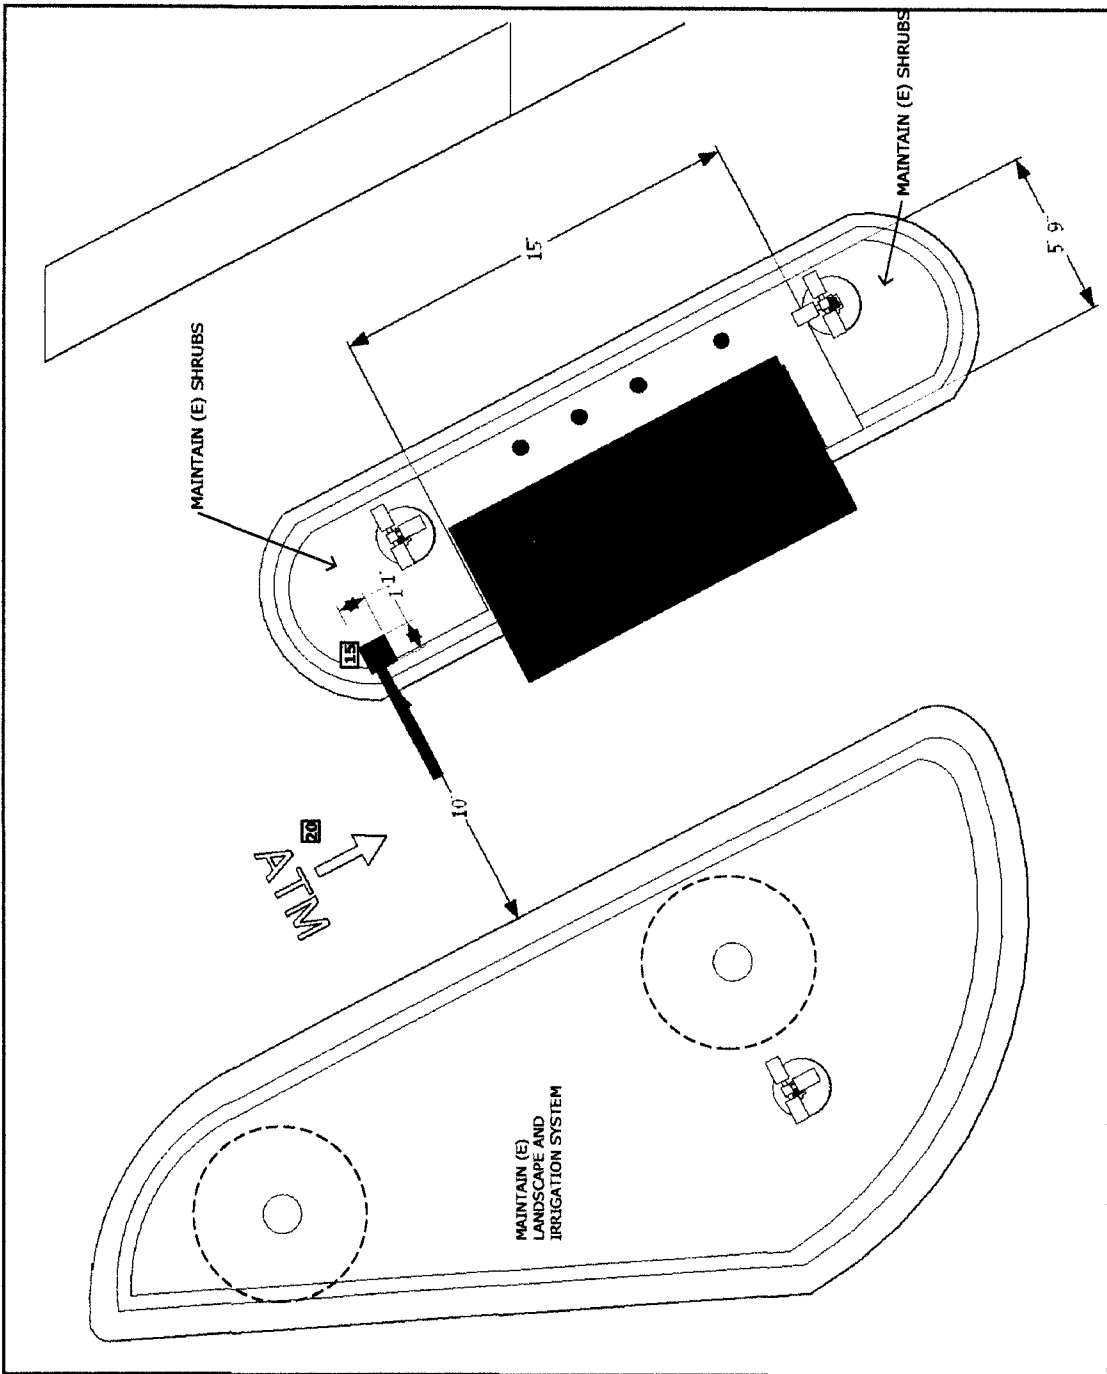 MAINTAIN (E) SHRUBS
MAINTAIN (E) SHRUBS
15'
5' 9"
1' 1"
15
10'
20
ATM
MAINTAIN (E)
LANDSCAPE AND
IRRIGATION SYSTEM